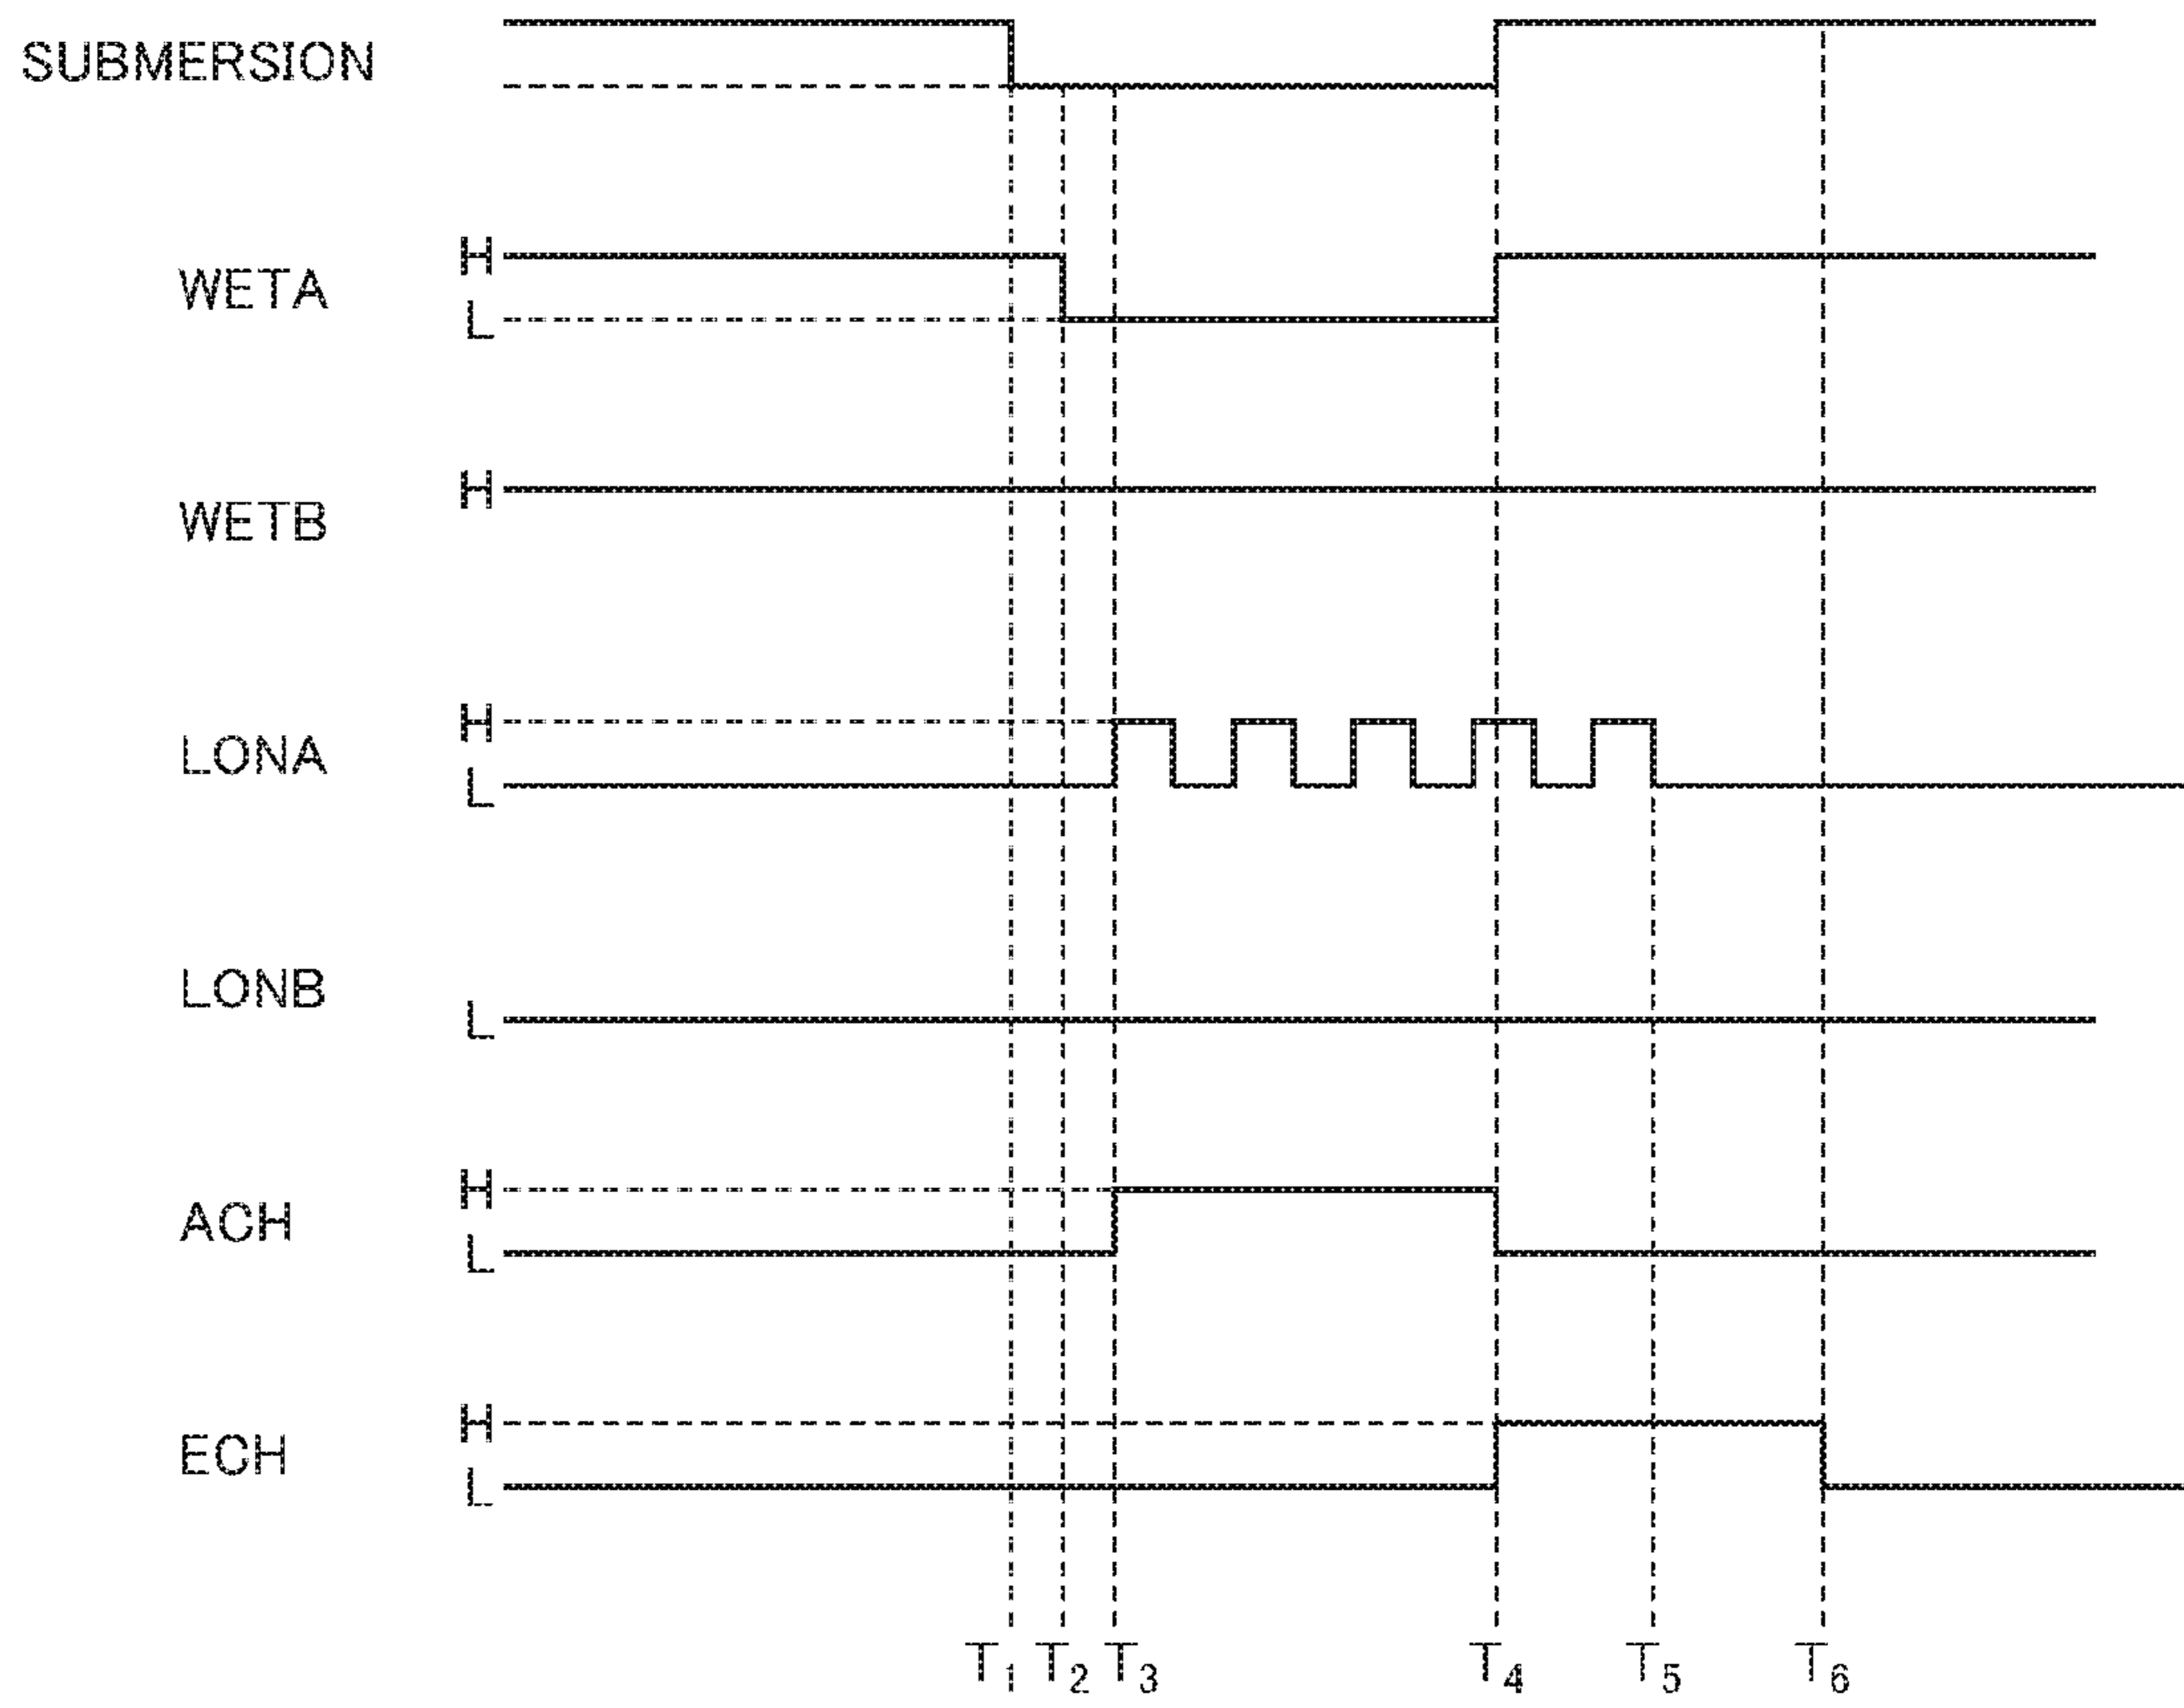 SUBMERSION
WETA H
L
WETB H
LONA H
L
LONB L
ACH H
L
ECH H
L
T1 T2 T3 T4 T5 T6